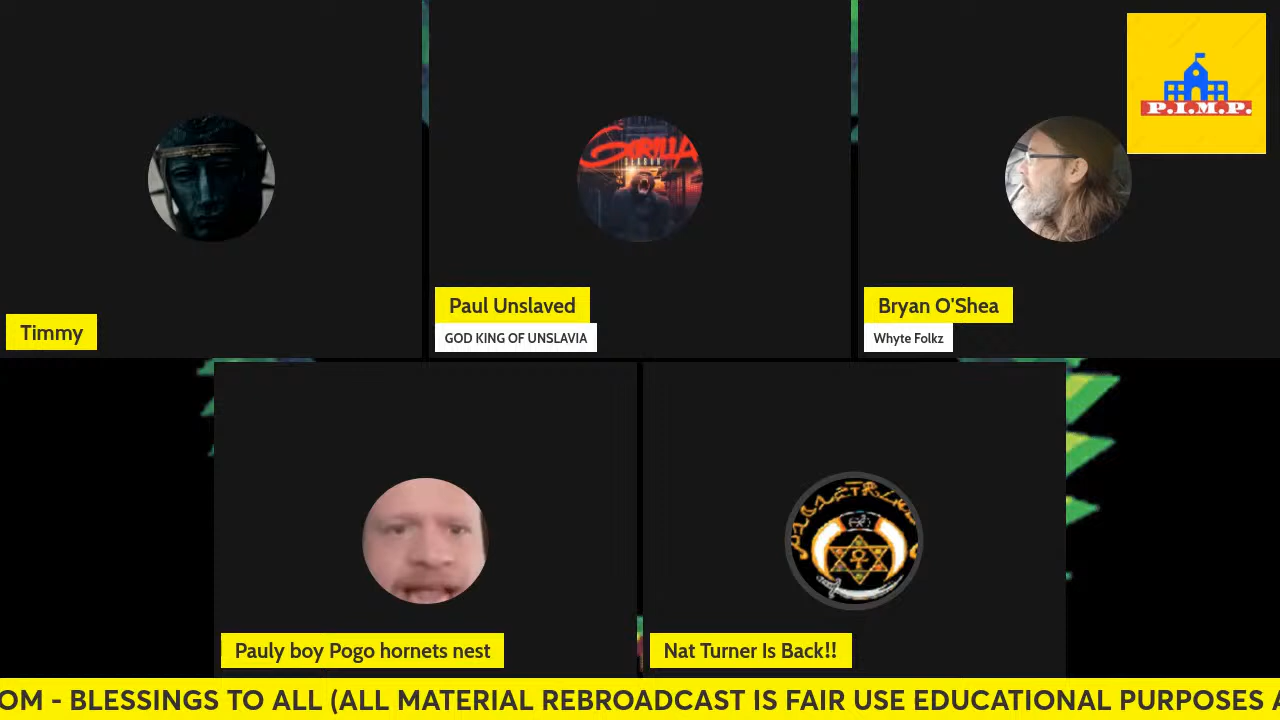 P.I.M.P.
GORILLA
Timmy
Paul Unslaved
GOD KING OF UNSLAVIA
Bryan O'Shea
Whyte Folkz
Pauly boy Pogo hornets nest
Nat Turner Is Back!!
OM - BLESSINGS TO ALL (ALL MATERIAL REBROADCAST IS FAIR USE EDUCATIONAL PURPOSES